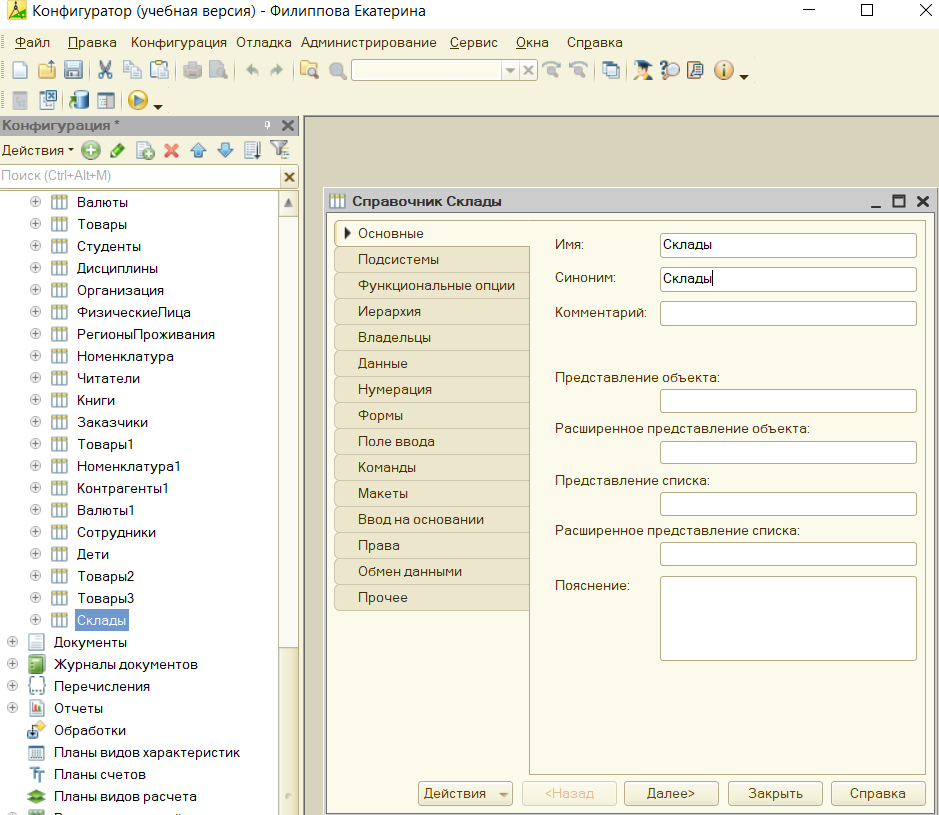 Конфигуратор (учебная версия) - Филиппова Екатерина
Файл Правка Конфигурация Отладка Администрирование Сервис Окна Справка
Конфигурация *
Действия
Поиск (Ctrl+Alt+M)
Валюты
Товары
Студенты
Дисциплины
Организация
ФизическиеЛица
РегионыПроживания
Номенклатура
Читатели
Книги
Заказчики
Товары1
Номенклатура1
Контрагенты1
Валюты1
Сотрудники
Дети
Товары2
Товары3
Склады
Документы
Журналы документов
Перечисления
Отчеты
Обработки
Планы видов характеристик
Планы счетов
Планы видов расчета
Справочник Склады
Основные
Подсистемы
Функциональные опции
Иерархия
Владельцы
Данные
Нумерация
Формы
Поле ввода
Команды
Макеты
Ввод на основании
Права
Обмен данными
Прочее
Имя: Склады
Синоним: Склады
Комментарий:
Представление объекта:
Расширенное представление объекта:
Представление списка:
Расширенное представление списка:
Пояснение:
Действия <Назад Далее> Закрыть Справка